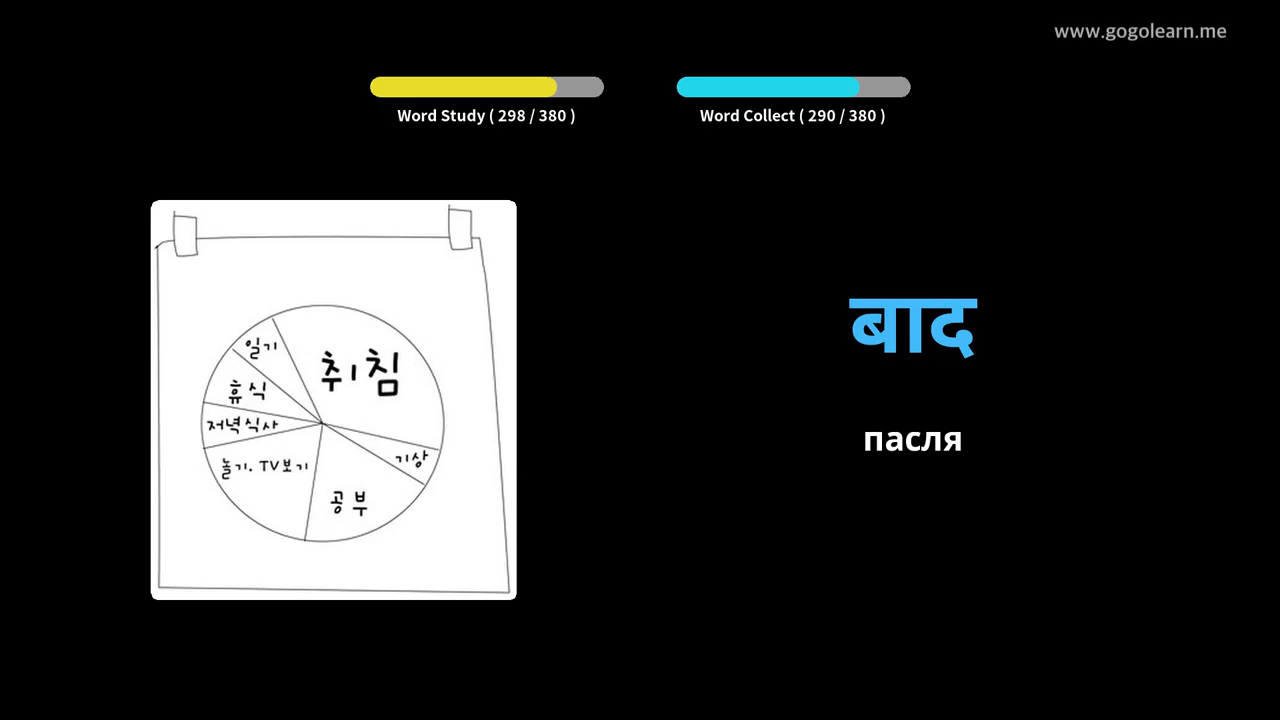 www.gogolearn.me
Word Study ( 298 / 380 )
Word Collect ( 290 / 380 )
일기
취침
휴식
저녁식사
기상
놀기. TV보기
공부
बाद
пасля